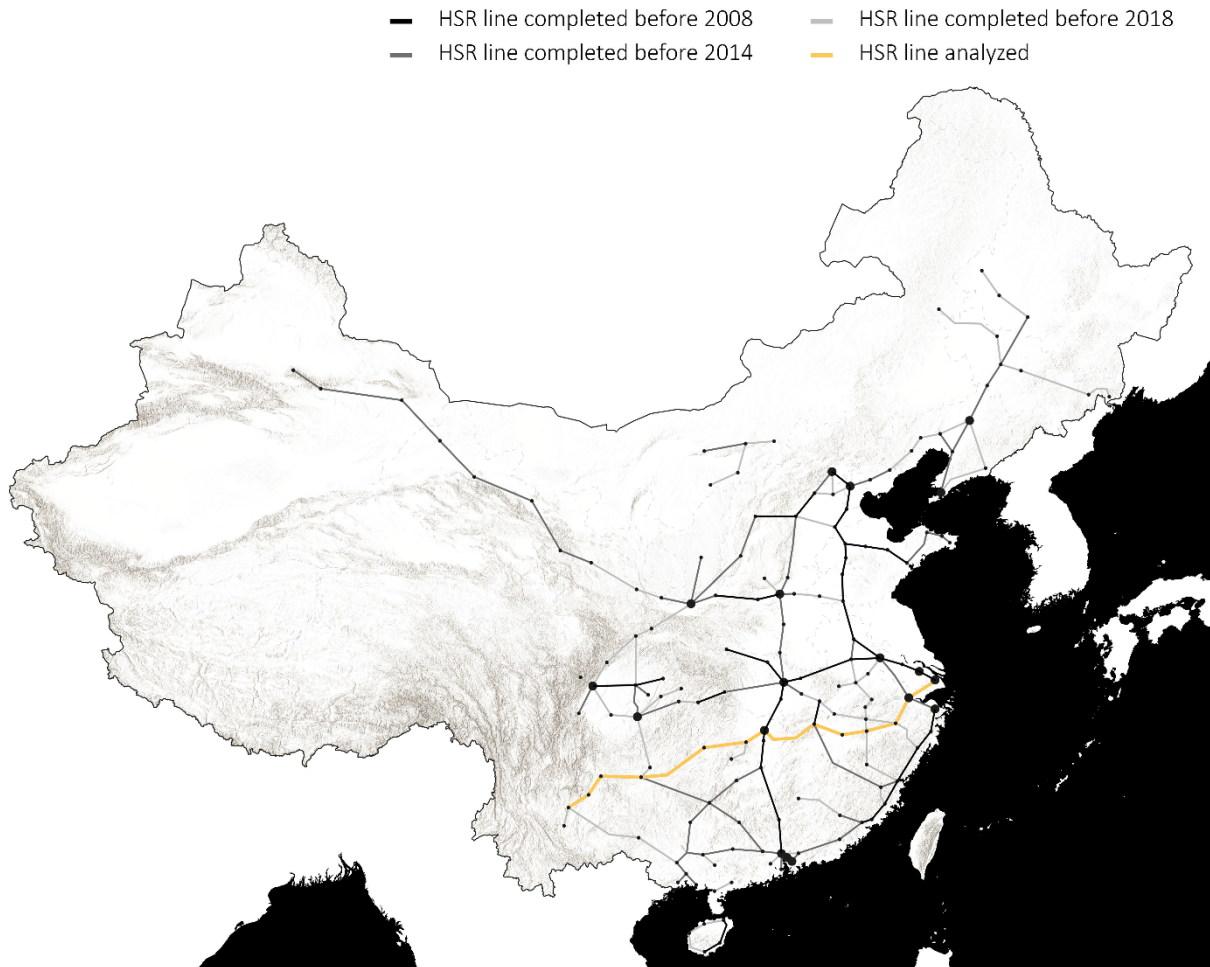 HSR line completed before 2008
HSR line completed before 2018
HSR line completed before 2014
HSR line analyzed